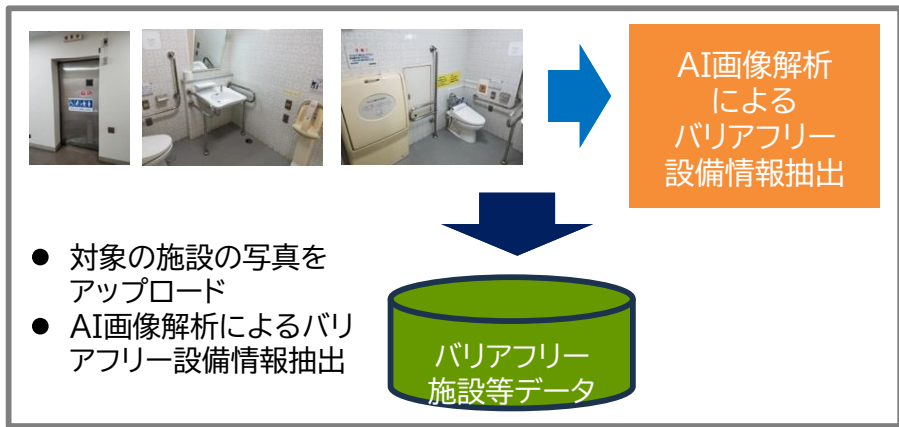 AI画像解析
による
バリアフリー
設備情報抽出
● 対象の施設の写真を
アップロード
● AI画像解析によるバリ
アフリー設備情報抽出
バリアフリー
施設等データ